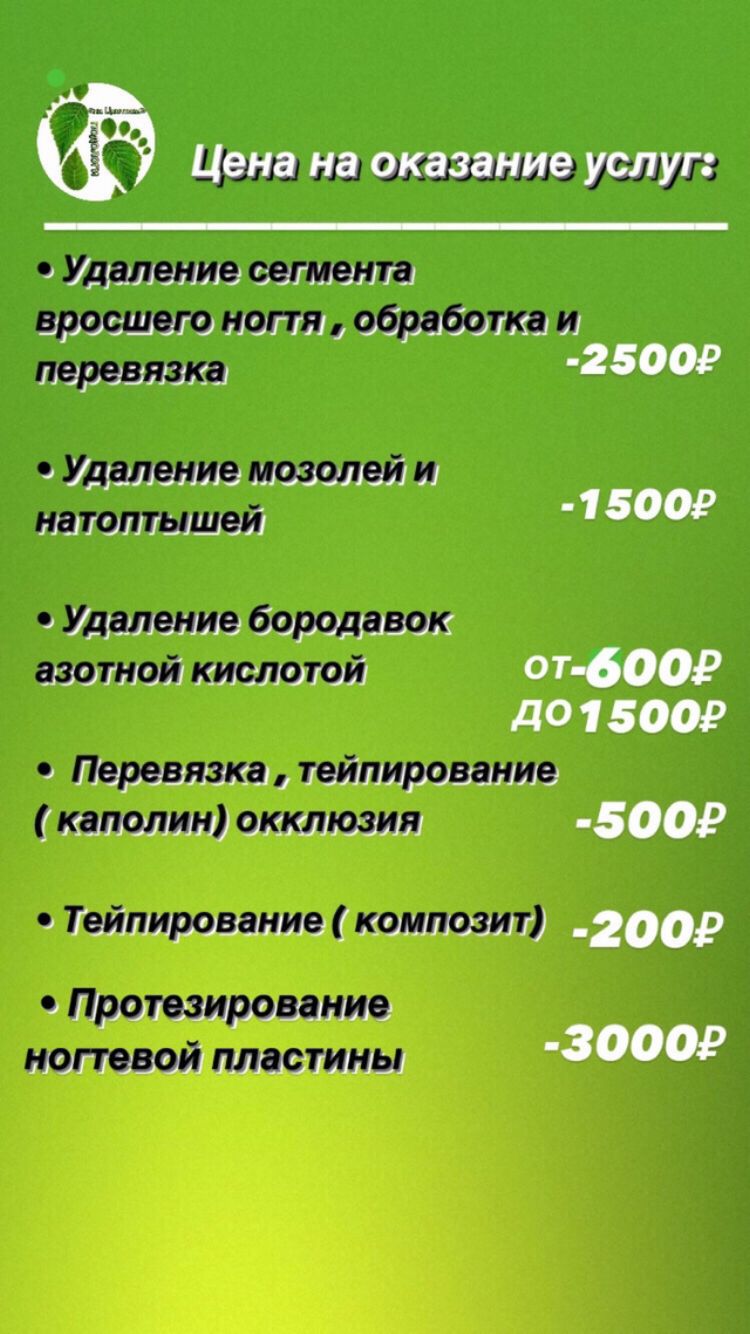 Цена на оказание услуг:
• Удаление сегмента
вросшего ногтя , обработка и
перевязка
-2500₽
• Удаление мозолей и
натоптышей
-1500₽
• Удаление бородавок
азотной кислотой
от-600₽
до 1500₽
• Перевязка , тейпирование
( каполин) окклюзия
-500₽
• Тейпирование ( композит)
-200₽
• Протезирование
ногтевой пластины
-3000₽